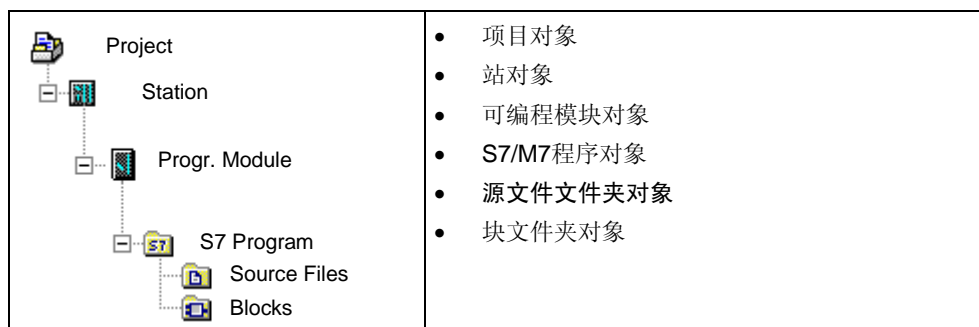 Project
Station
Progr. Module
S7 Program
Source Files
Blocks
• 项目对象
• 站对象
• 可编程模块对象
• S7/M7程序对象
• 源文件文件夹对象
• 块文件夹对象